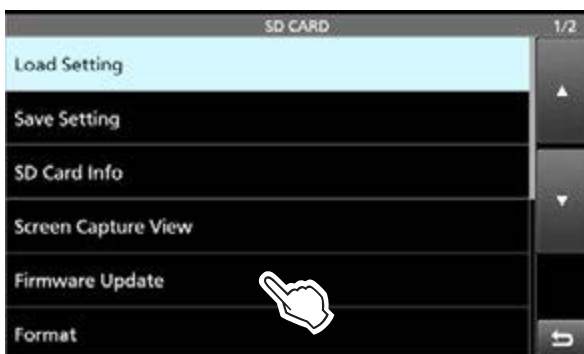 SD CARD 1/2
Load Setting
Save Setting
SD Card Info
Screen Capture View
Firmware Update
Format